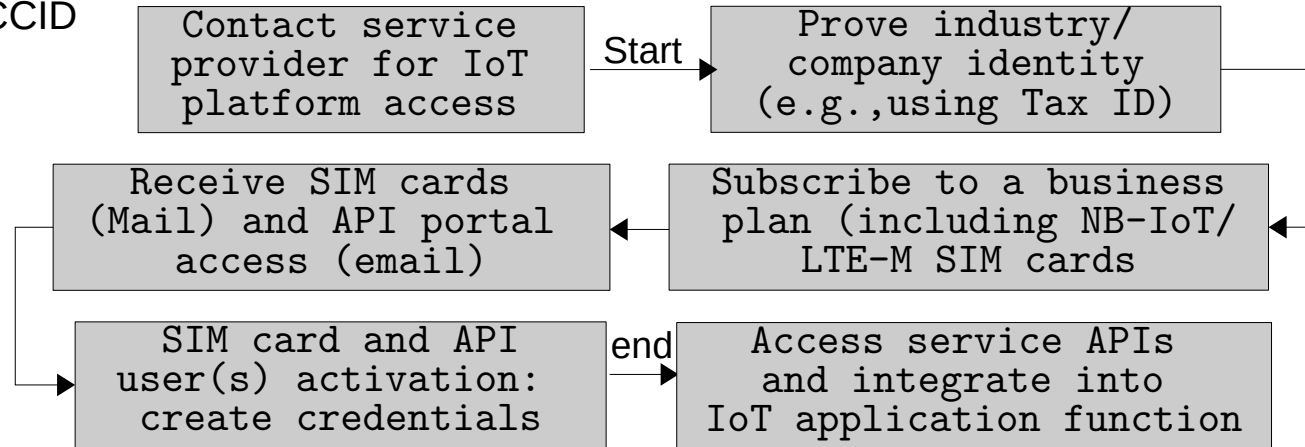 CCID
Contact service
provider for IoT
platform access
Start
Prove industry/
company identity
(e.g.,using Tax ID)
Subscribe to a business
plan (including NB-IoT/
LTE-M SIM cards
Receive SIM cards
(Mail) and API portal
access (email)
SIM card and API
user(s) activation:
create credentials
end
Access service APIs
and integrate into
IoT application function